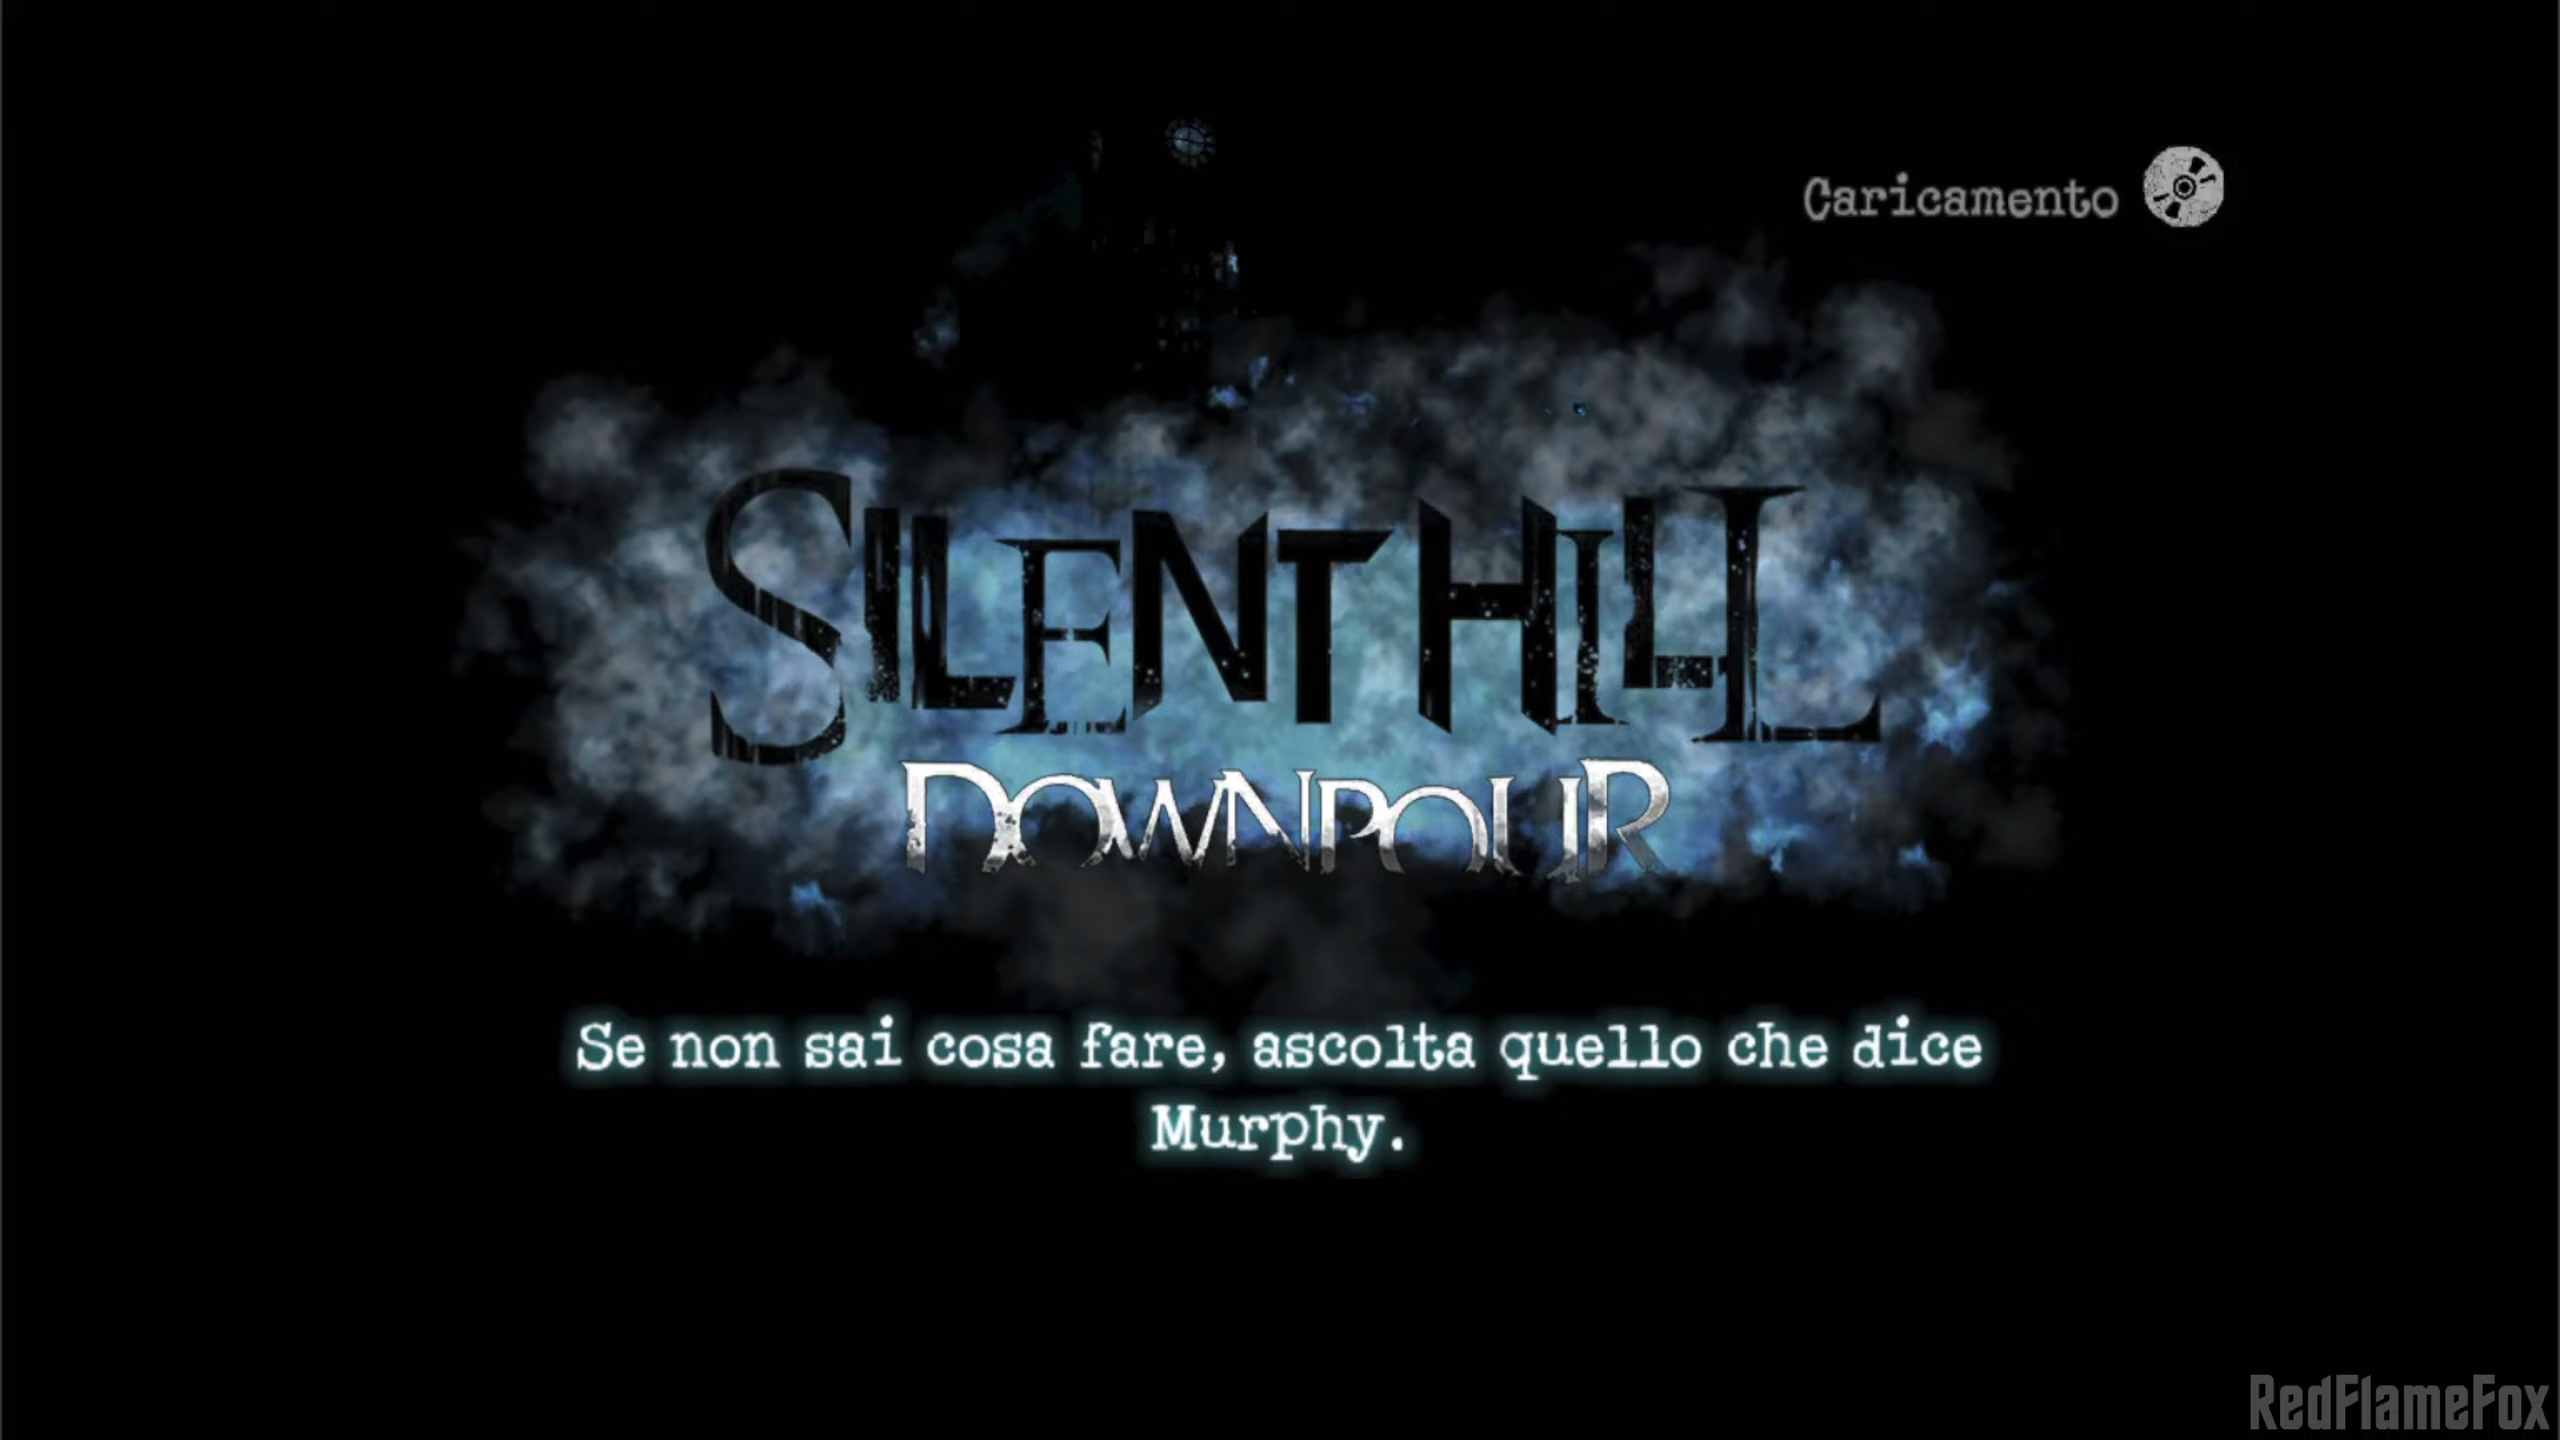 Caricamento
SILENT HILL
DOWNPOUR
Se non sai cosa fare, ascolta quello che dice
Murphy.
RedFlameFox